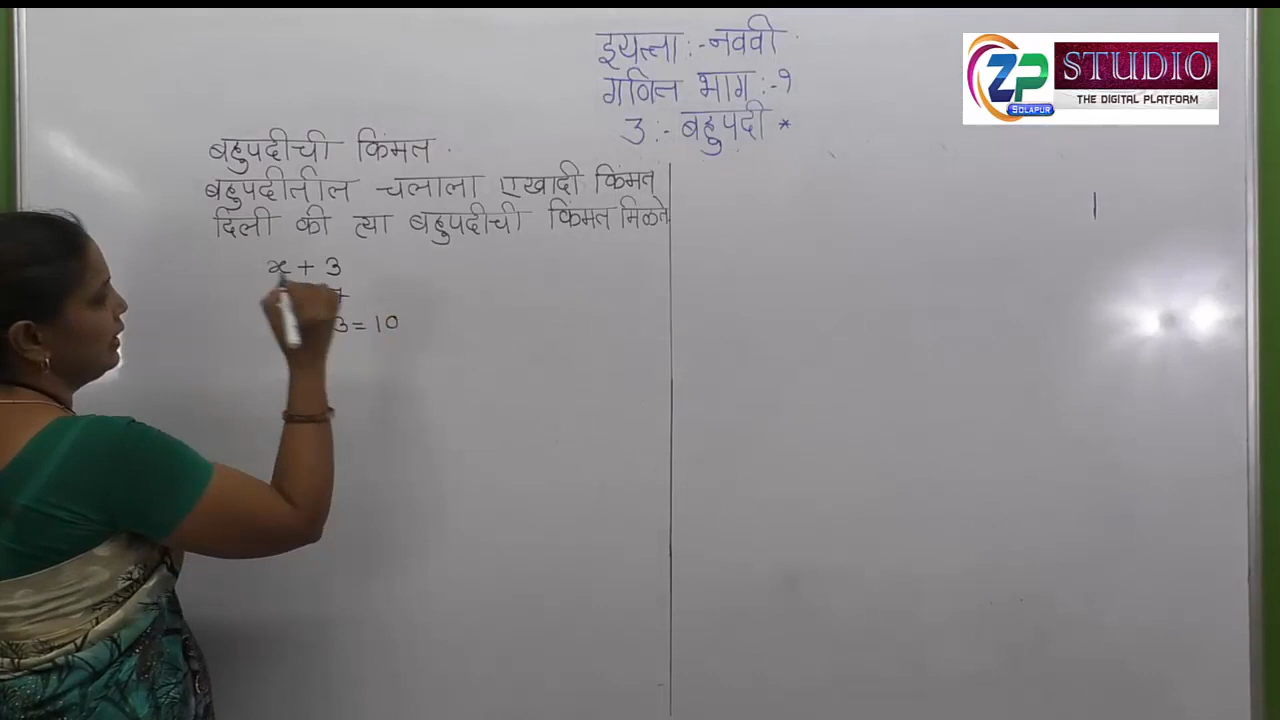 इयत्ता :- नववी
गणित भाग :- १
3 :- बहुपदी *
ZP STUDIO
SOLAPUR
THE DIGITAL PLATFORM
बहुपदीची किंमत
बहुपदीतील चलाला एखादी किंमत
दिली की त्या बहुपदीची किंमत मिळते
x + 3
7
3 = 10